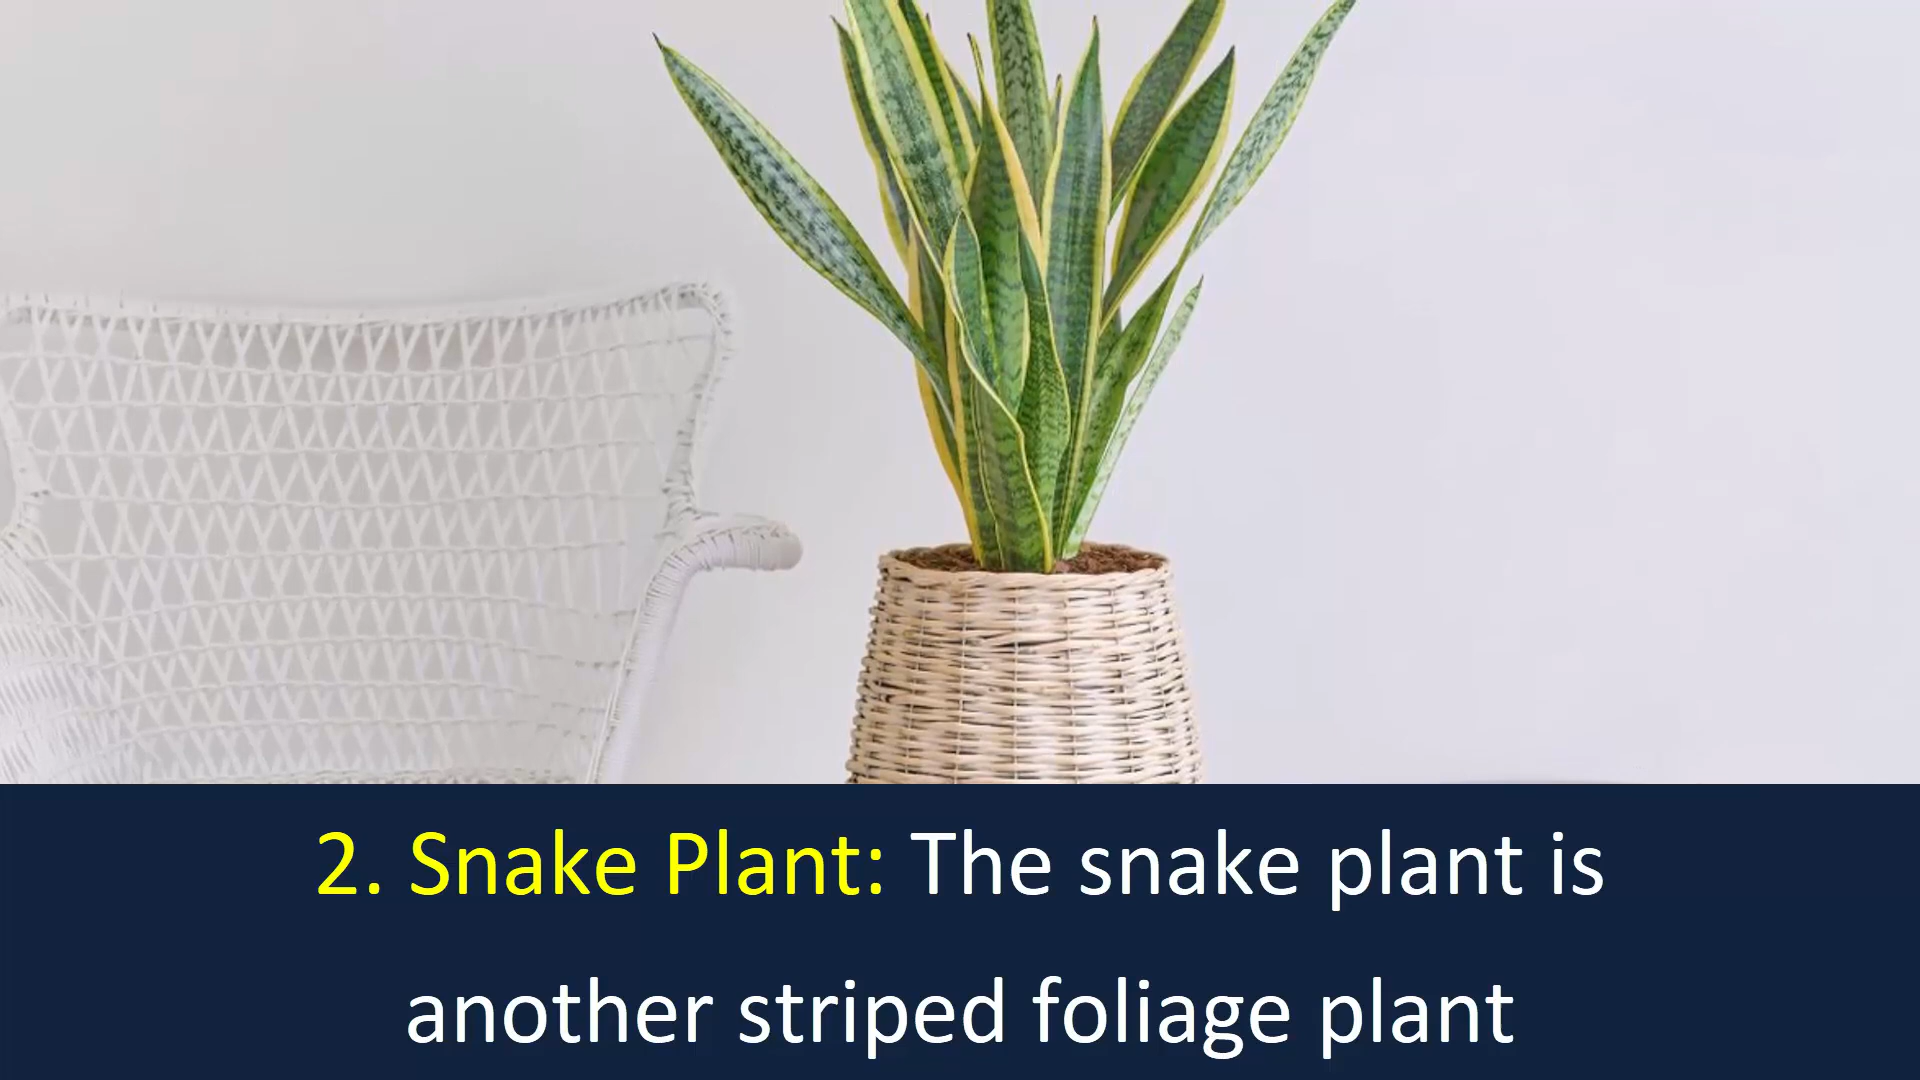 2. Snake Plant: The snake plant is
another striped foliage plant